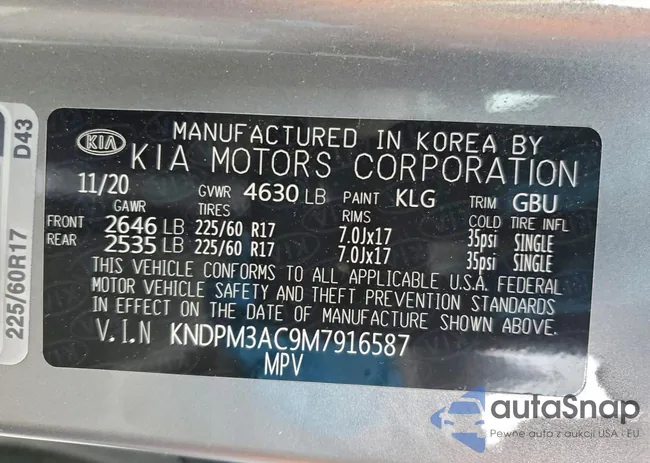 MANUFACTURED IN KOREA BY
KIA KIA MOTORS CORPORATION
11/20 GVWR 4630 LB PAINT KLG TRIM GBU
GAWR TIRES RIMS COLD TIRE INFL
FRONT 2646 LB 225/60 R17 7.0Jx17 35psi SINGLE
REAR 2535 LB 225/60 R17 7.0Jx17 35psi SINGLE
THIS VEHICLE CONFORMS TO ALL APPLICABLE U.S.A. FEDERAL
MOTOR VEHICLE SAFETY AND THEFT PREVENTION STANDARDS
IN EFFECT ON THE DATE OF MANUFACTURE SHOWN ABOVE.
V.I.N KNDPM3AC9M7916587
MPV
D43
225/60R17
autaSnap
Pewne auto z aukcji USA i EU